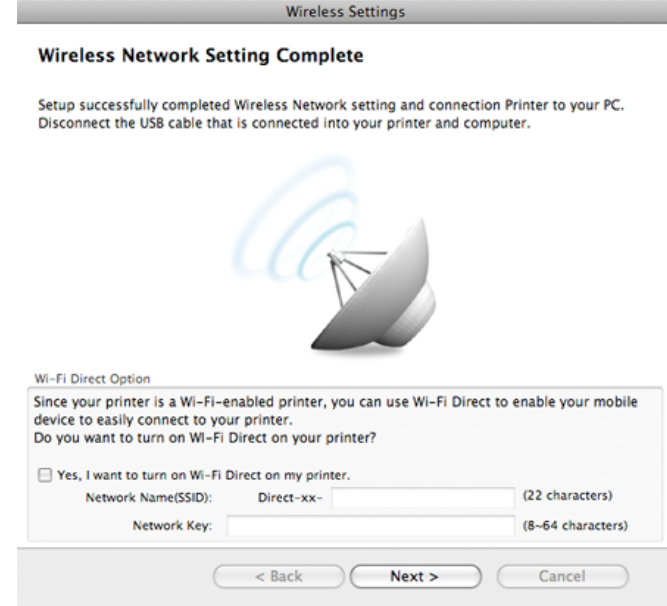 Wireless Settings
Wireless Network Setting Complete
Setup successfully completed Wireless Network setting and connection Printer to your PC.
Disconnect the USB cable that is connected into your printer and computer.
Wi-Fi Direct Option
Since your printer is a Wi-Fi-enabled printer, you can use Wi-Fi Direct to enable your mobile
device to easily connect to your printer.
Do you want to turn on WI-Fi Direct on your printer?
Yes, I want to turn on Wi-Fi Direct on my printer.
Network Name(SSID): Direct-xx- (22 characters)
Network Key: (8~64 characters)
< Back Next > Cancel